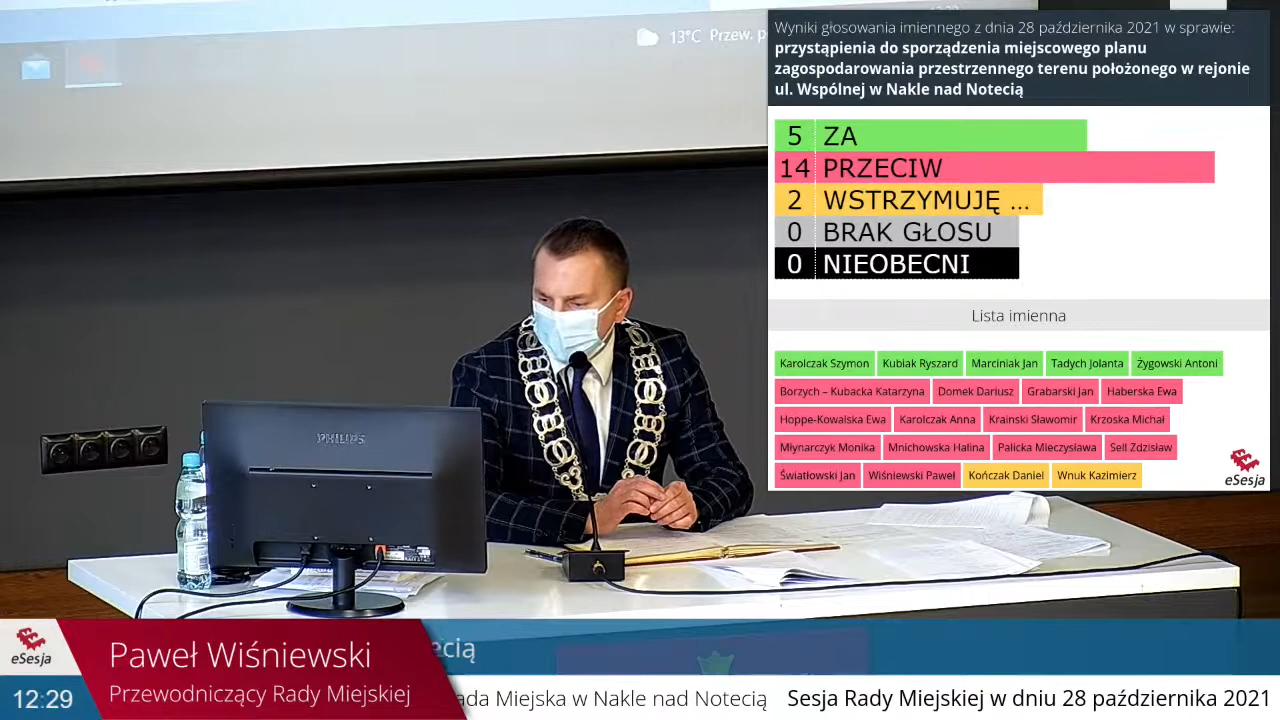 13°C Przew. p
Wyniki głosowania imiennego z dnia 28 października 2021 w sprawie:
przystąpienia do sporządzenia miejscowego planu
zagospodarowania przestrzennego terenu położonego w rejonie
ul. Wspólnej w Nakle nad Notecią
5 ZA
14 PRZECIW
2 WSTRZYMUJĘ ...
0 BRAK GŁOSU
0 NIEOBECNI
Lista imienna
Karolczak Szymon Kubiak Ryszard Marciniak Jan Tadych Jolanta Żygowski Antoni
Borzych – Kubacka Katarzyna Domek Dariusz Grabarski Jan Haberska Ewa
Hoppe-Kowalska Ewa Karolczak Anna Krainski Sławomir Krzoska Michał
Młynarczyk Monika Mnichowska Halina Palicka Mieczysława Sell Zdzisław
Światłowski Jan Wiśniewski Paweł Kończak Daniel Wnuk Kazimierz
eSesja
PHILIPS
eSesja
Paweł Wiśniewski
ecią
12:29
Przewodniczący Rady Miejskiej
ada Miejska w Nakle nad Notecią
Sesja Rady Miejskiej w dniu 28 października 2021